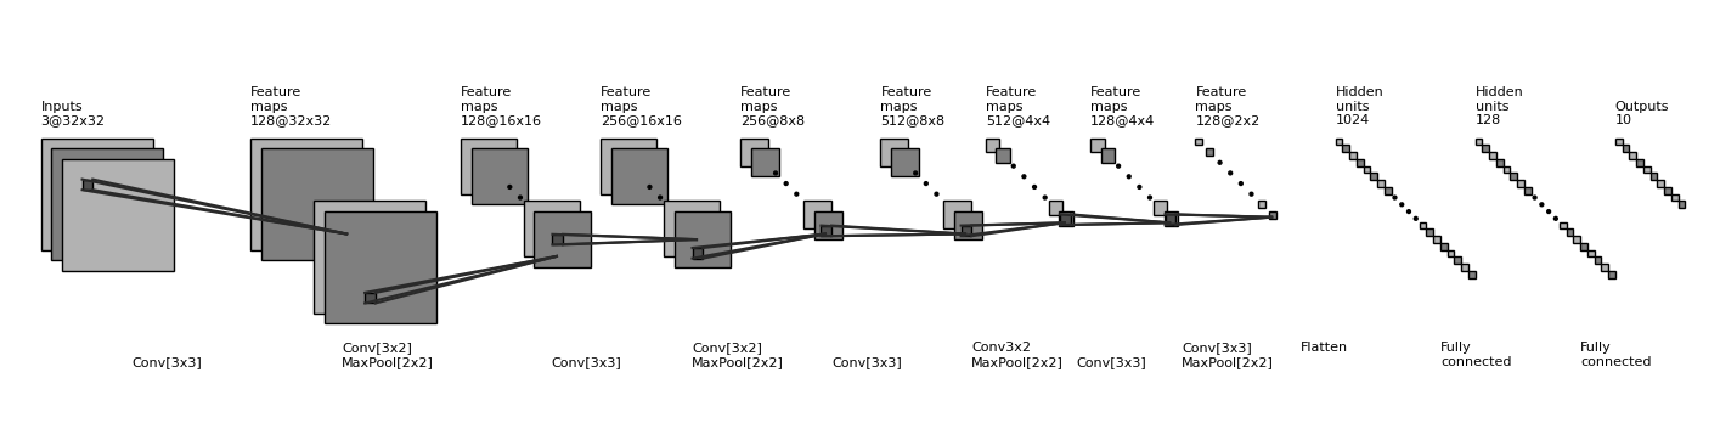 Inputs
3@32x32
Feature
maps
128@32x32
Feature
maps
128@16x16
Feature
maps
256@16x16
Feature
maps
256@8x8
Feature
maps
512@8x8
Feature
maps
512@4x4
Feature
maps
128@4x4
Feature
maps
128@2x2
Hidden
units
1024
Hidden
units
128
Outputs
10
Conv[3x3]
Conv[3x2]
MaxPool[2x2]
Conv[3x3]
Conv[3x2]
MaxPool[2x2]
Conv[3x3]
Conv3x2
MaxPool[2x2]
Conv[3x3]
Conv[3x3]
MaxPool[2x2]
Flatten
Fully
connected
Fully
connected